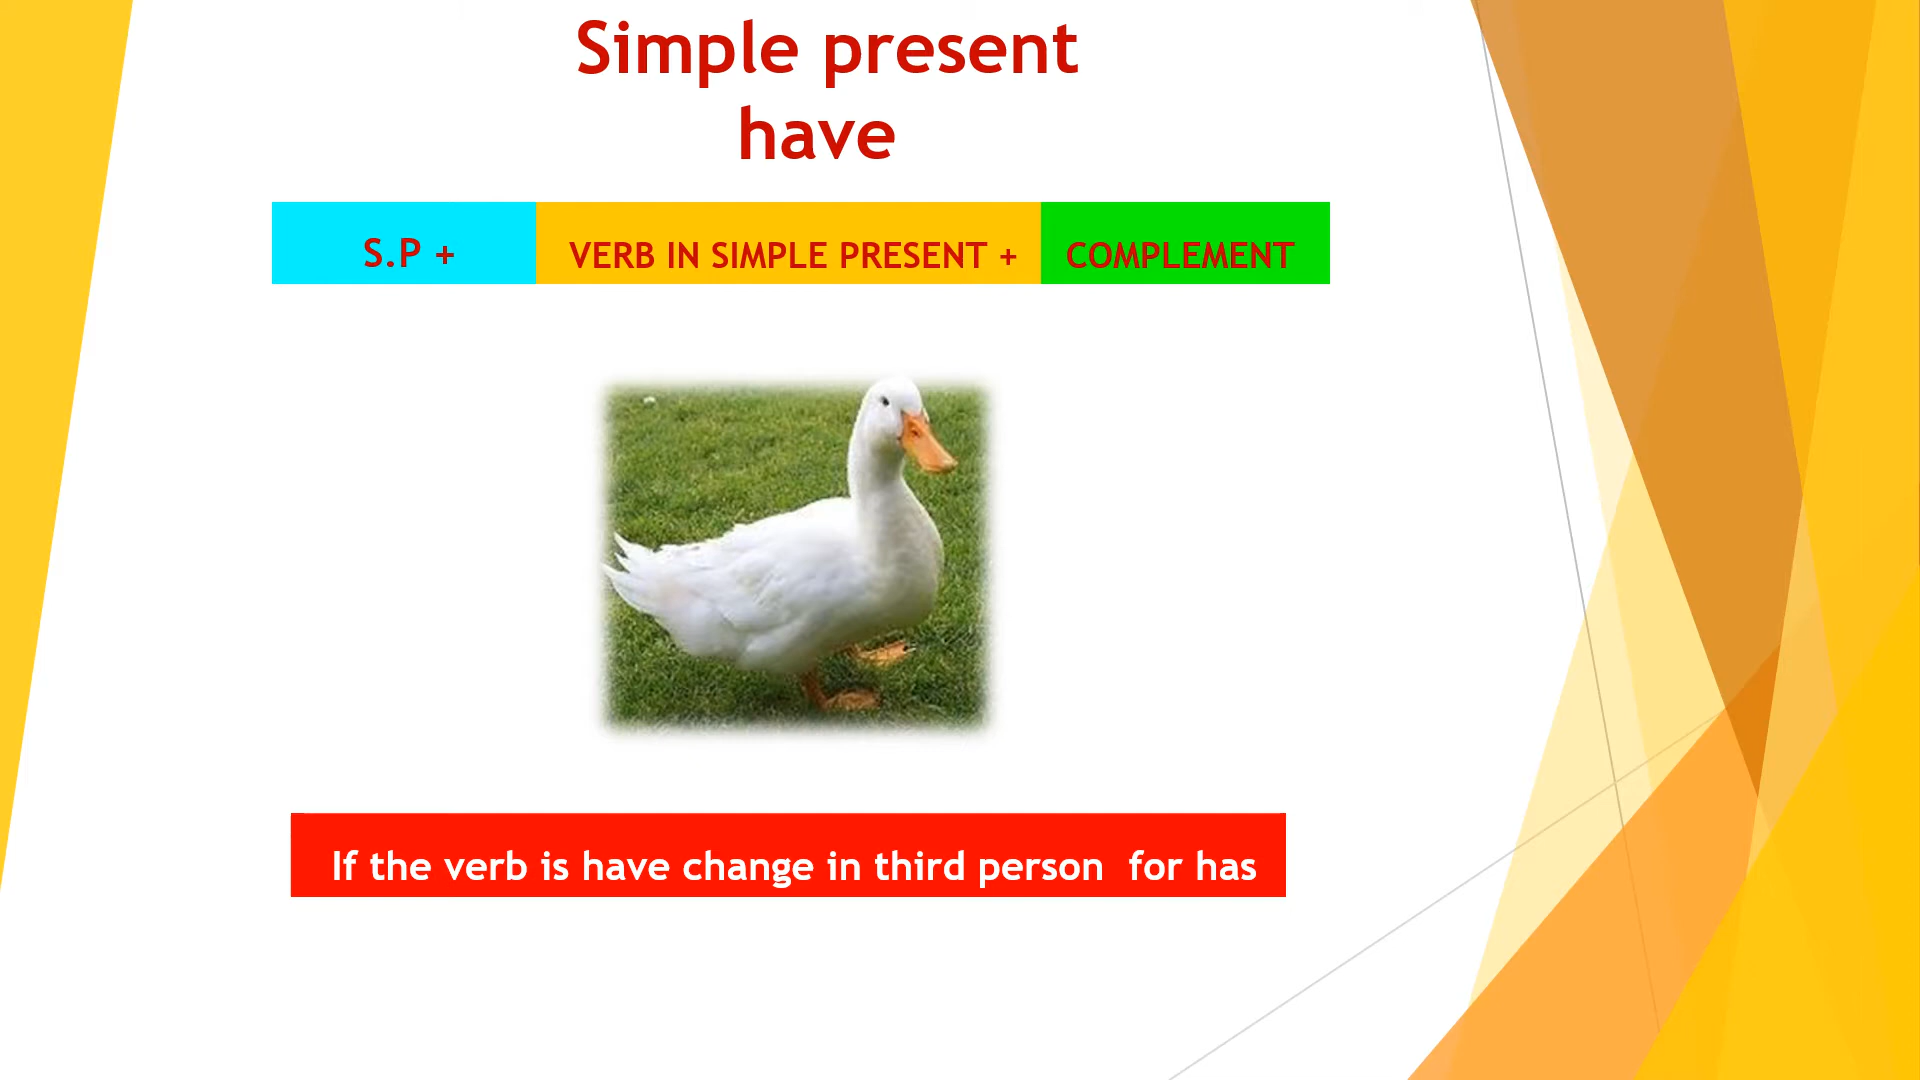 Simple present
have
S.P + VERB IN SIMPLE PRESENT + COMPLEMENT
If the verb is have change in third person for has